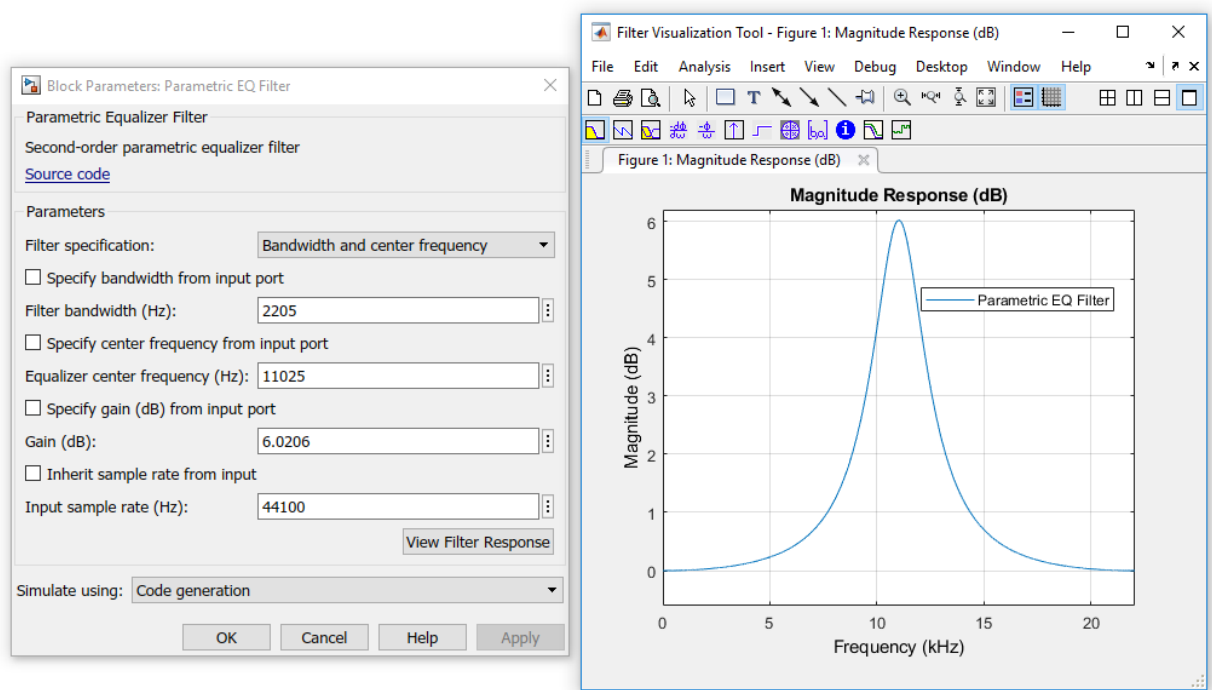 Block Parameters: Parametric EQ Filter
Parametric Equalizer Filter
Second-order parametric equalizer filter
Source code
Parameters
Filter specification: Bandwidth and center frequency
Specify bandwidth from input port
Filter bandwidth (Hz): 2205
Specify center frequency from input port
Equalizer center frequency (Hz): 11025
Specify gain (dB) from input port
Gain (dB): 6.0206
Inherit sample rate from input
Input sample rate (Hz): 44100
View Filter Response
Simulate using: Code generation
OK Cancel Help Apply
Filter Visualization Tool - Figure 1: Magnitude Response (dB)
File Edit Analysis Insert View Debug Desktop Window Help
Figure 1: Magnitude Response (dB)
Magnitude Response (dB)
Magnitude (dB)
6
5
4
3
2
1
0
Parametric EQ Filter
0 5 10 15 20
Frequency (kHz)